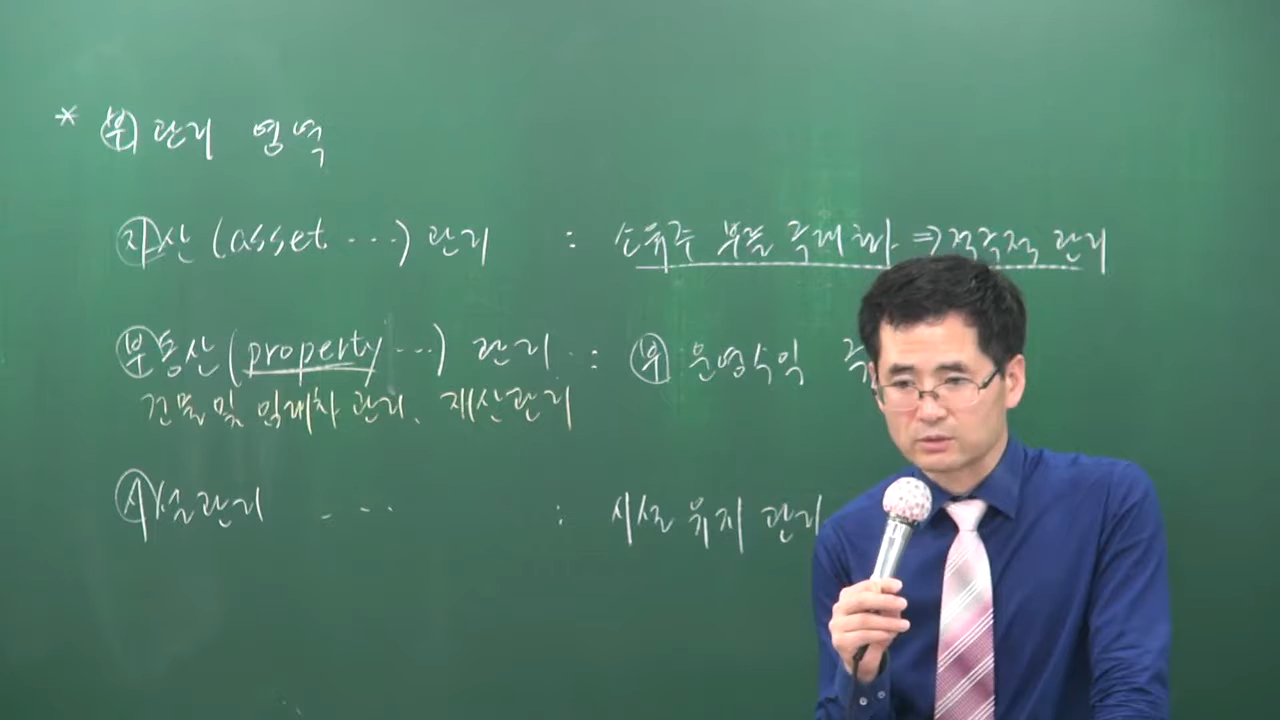 * 부 관리 영역
자산 (asset ...) 관리 : 소유주 부를 극대화 ⇒ 적극적 관리
부동산 (property ...) 관리 : 부 운영수익
건물 및 임대차 관리, 재산관리
시설관리 ... : 시설 유지 관리